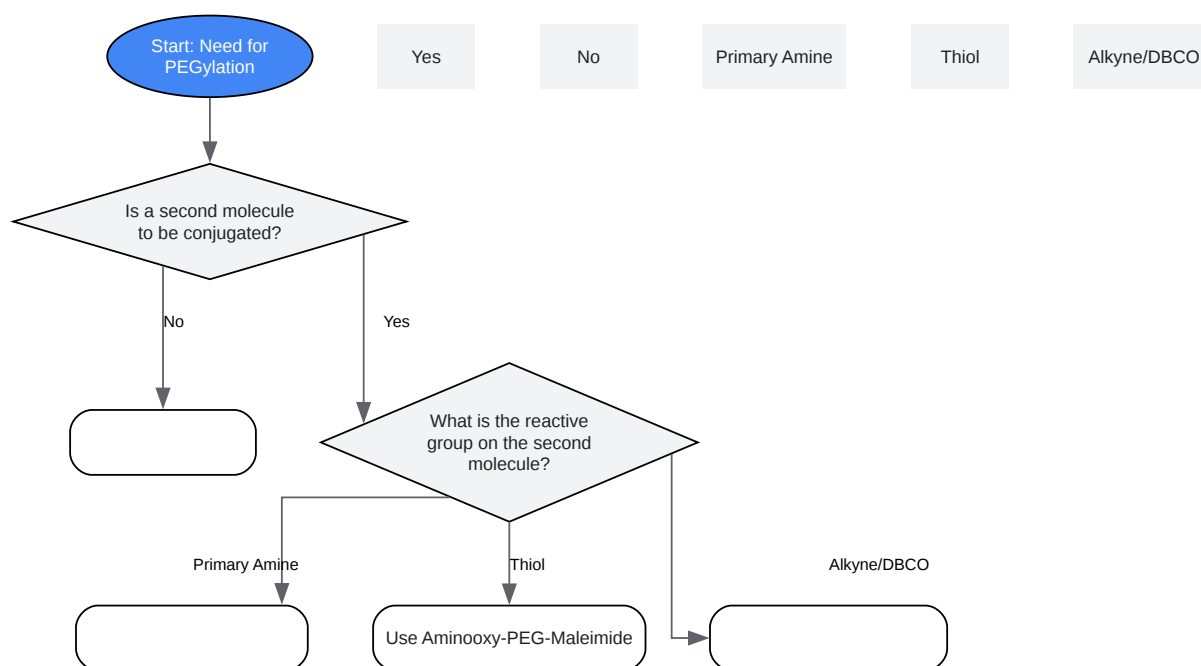 Start: Need for
PEGylation
Yes
No
Primary Amine
Thiol
Alkyne/DBCO
Is a second molecule
to be conjugated?
No
Yes
What is the reactive
group on the second
molecule?
Primary Amine
Thiol
Alkyne/DBCO
Use Aminooxy-PEG-Maleimide